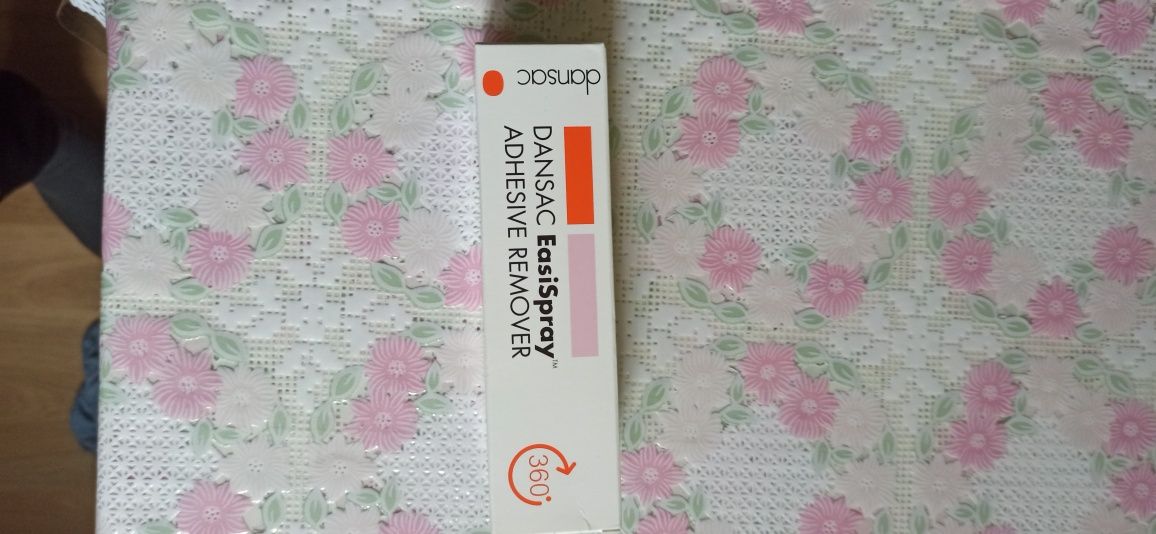 dansac
DANSAC EasiSpray™
ADHESIVE REMOVER
360°